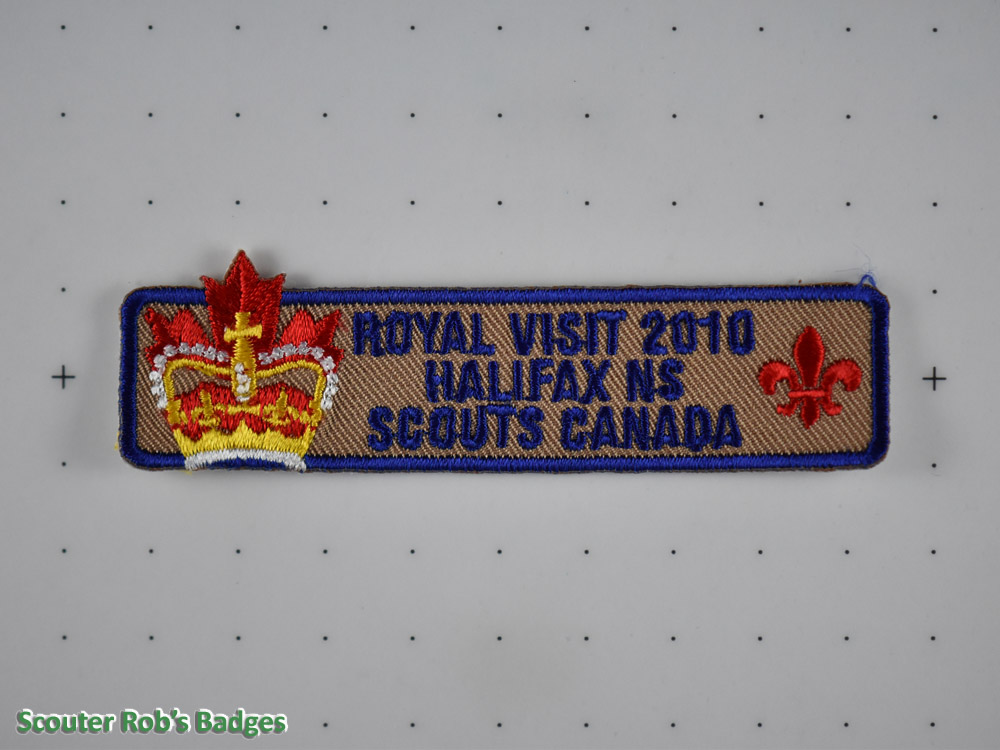 ROYAL VISIT 2010
HALIFAX NS
SCOUTS CANADA
Scouter Rob's Badges